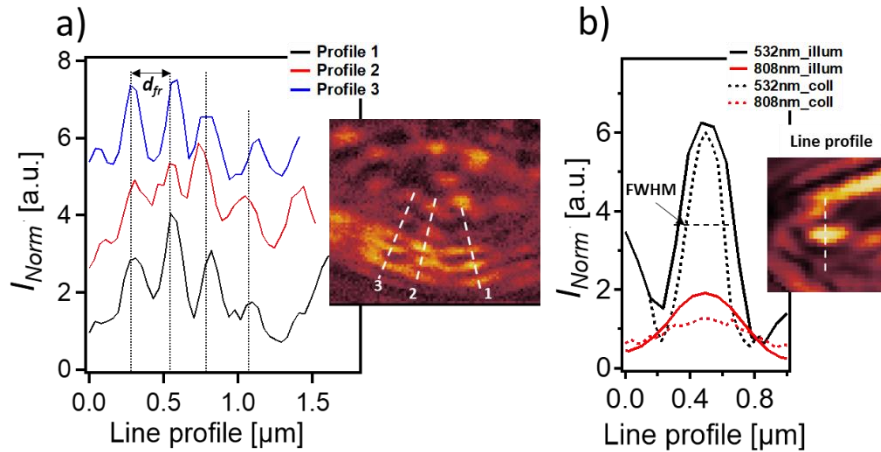 a)
8
6
4
2
0
I_Norm. [a.u.]
d_fr
Profile 1
Profile 2
Profile 3
0.0 0.5 1.0 1.5
Line profile [µm]
3 2 1
b)
6
4
2
0
I_Norm. [a.u.]
FWHM
532nm_illum
808nm_illum
532nm_coll
808nm_coll
Line profile
0.0 0.4 0.8
Line profile [µm]